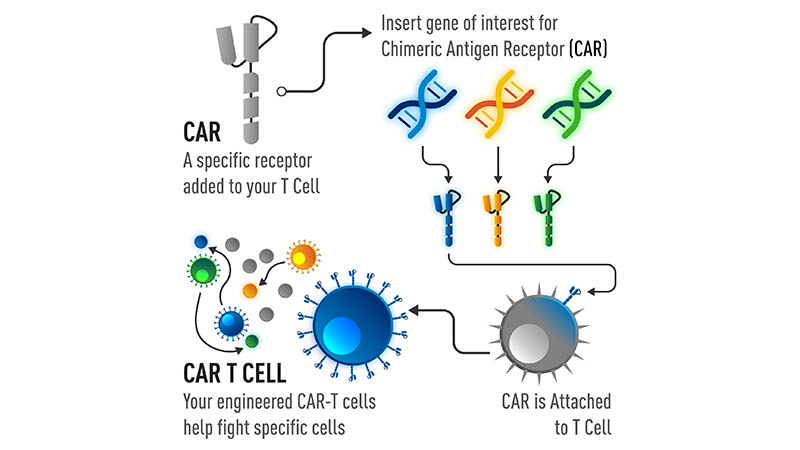 Insert gene of interest for
Chimeric Antigen Receptor (CAR)
CAR
A specific receptor
added to your T Cell
CAR T CELL
Your engineered CAR-T cells
help fight specific cells
CAR is Attached
to T Cell